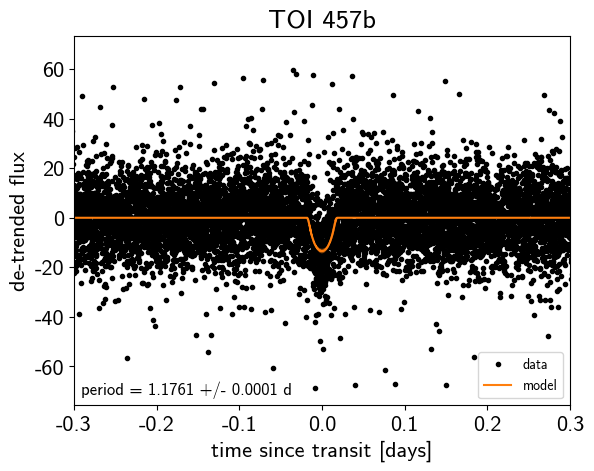 TOI 457b
de-trended flux
60
40
20
0
-20
-40
-60
period = 1.1761 +/- 0.0001 d
data
model
-0.3 -0.2 -0.1 0.0 0.1 0.2 0.3
time since transit [days]